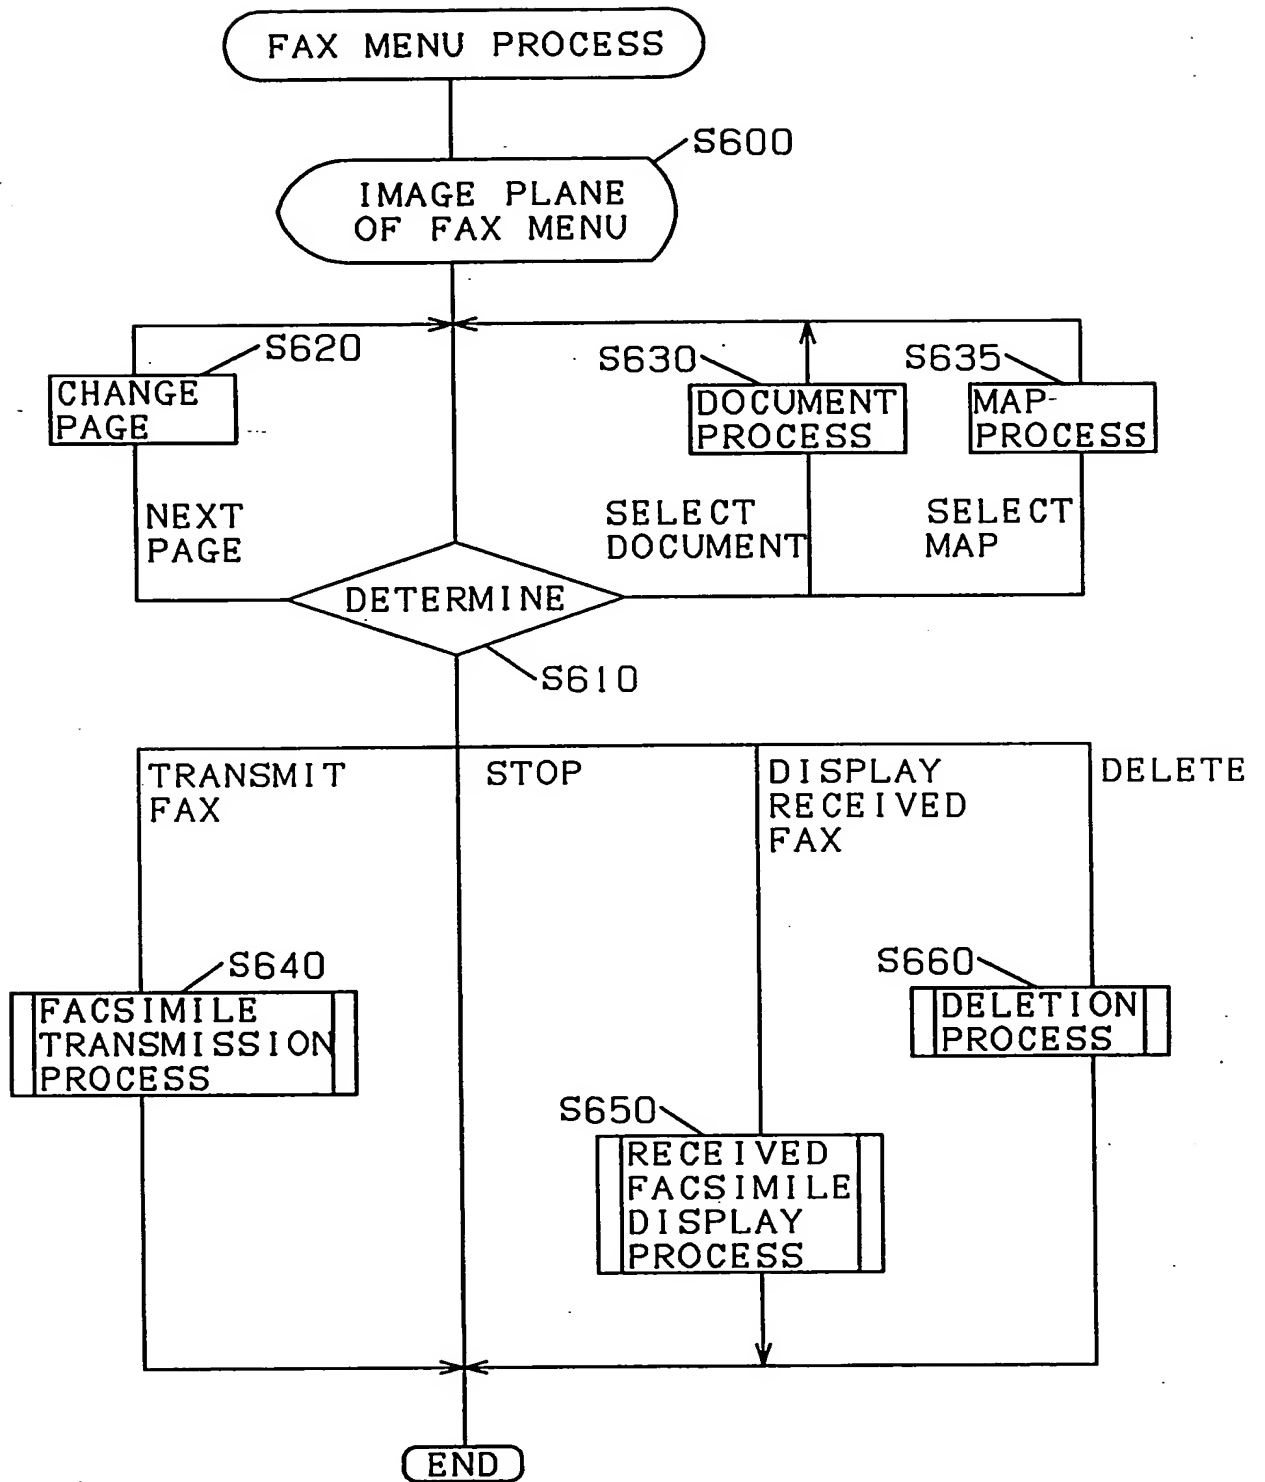 FAX MENU PROCESS
S600
IMAGE PLANE
OF FAX MENU
S620
S630
S635
CHANGE
PAGE
DOCUMENT
PROCESS
MAP
PROCESS
NEXT
PAGE
SELECT
DOCUMENT
SELECT
MAP
DETERMINE
S610
TRANSMIT
FAX
STOP
DISPLAY
RECEIVED
FAX
DELETE
S640
FACSIMILE
TRANSMISSION
PROCESS
S660
DELETION
PROCESS
S650
RECEIVED
FACSIMILE
DISPLAY
PROCESS
END